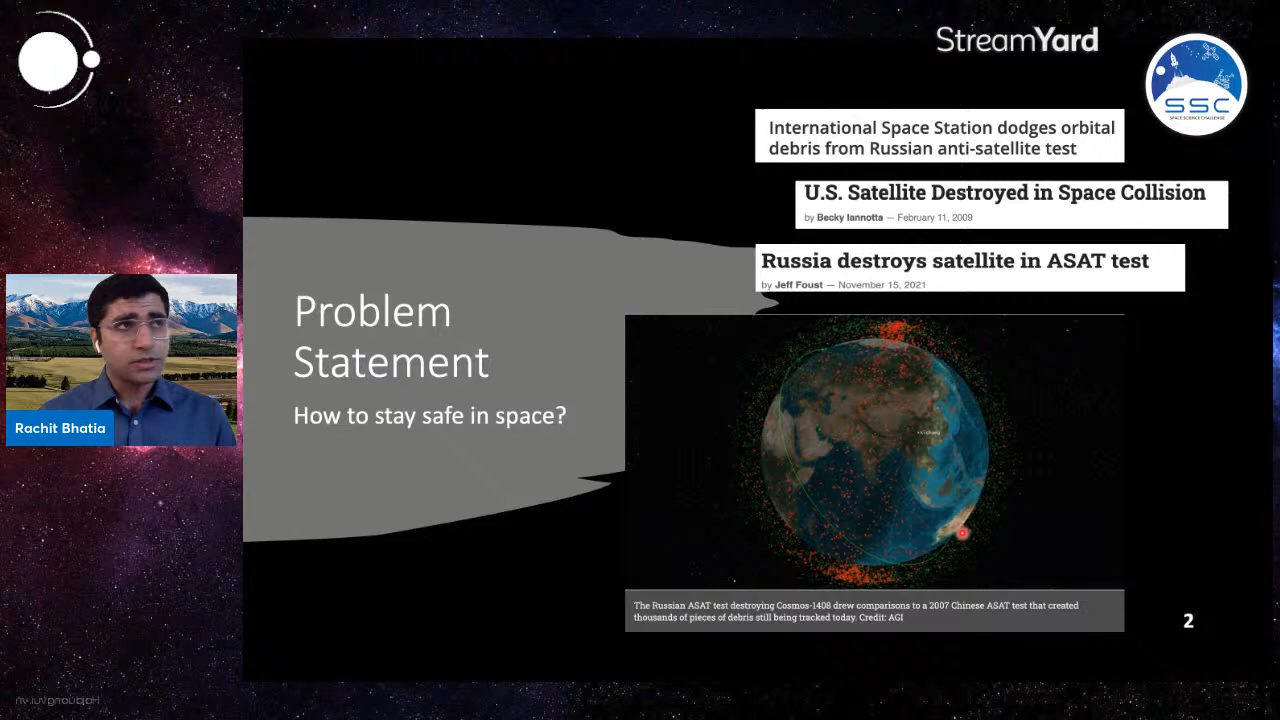 StreamYard
SSC
SPACE SCIENCE CHALLENGE
International Space Station dodges orbital
debris from Russian anti-satellite test
U.S. Satellite Destroyed in Space Collision
by Becky Iannotta — February 11, 2009
Russia destroys satellite in ASAT test
by Jeff Foust — November 15, 2021
Problem
Statement
How to stay safe in space?
Rachit Bhatia
The Russian ASAT test destroying Cosmos-1408 drew comparisons to a 2007 Chinese ASAT test that created
thousands of pieces of debris still being tracked today. Credit: AGI
2